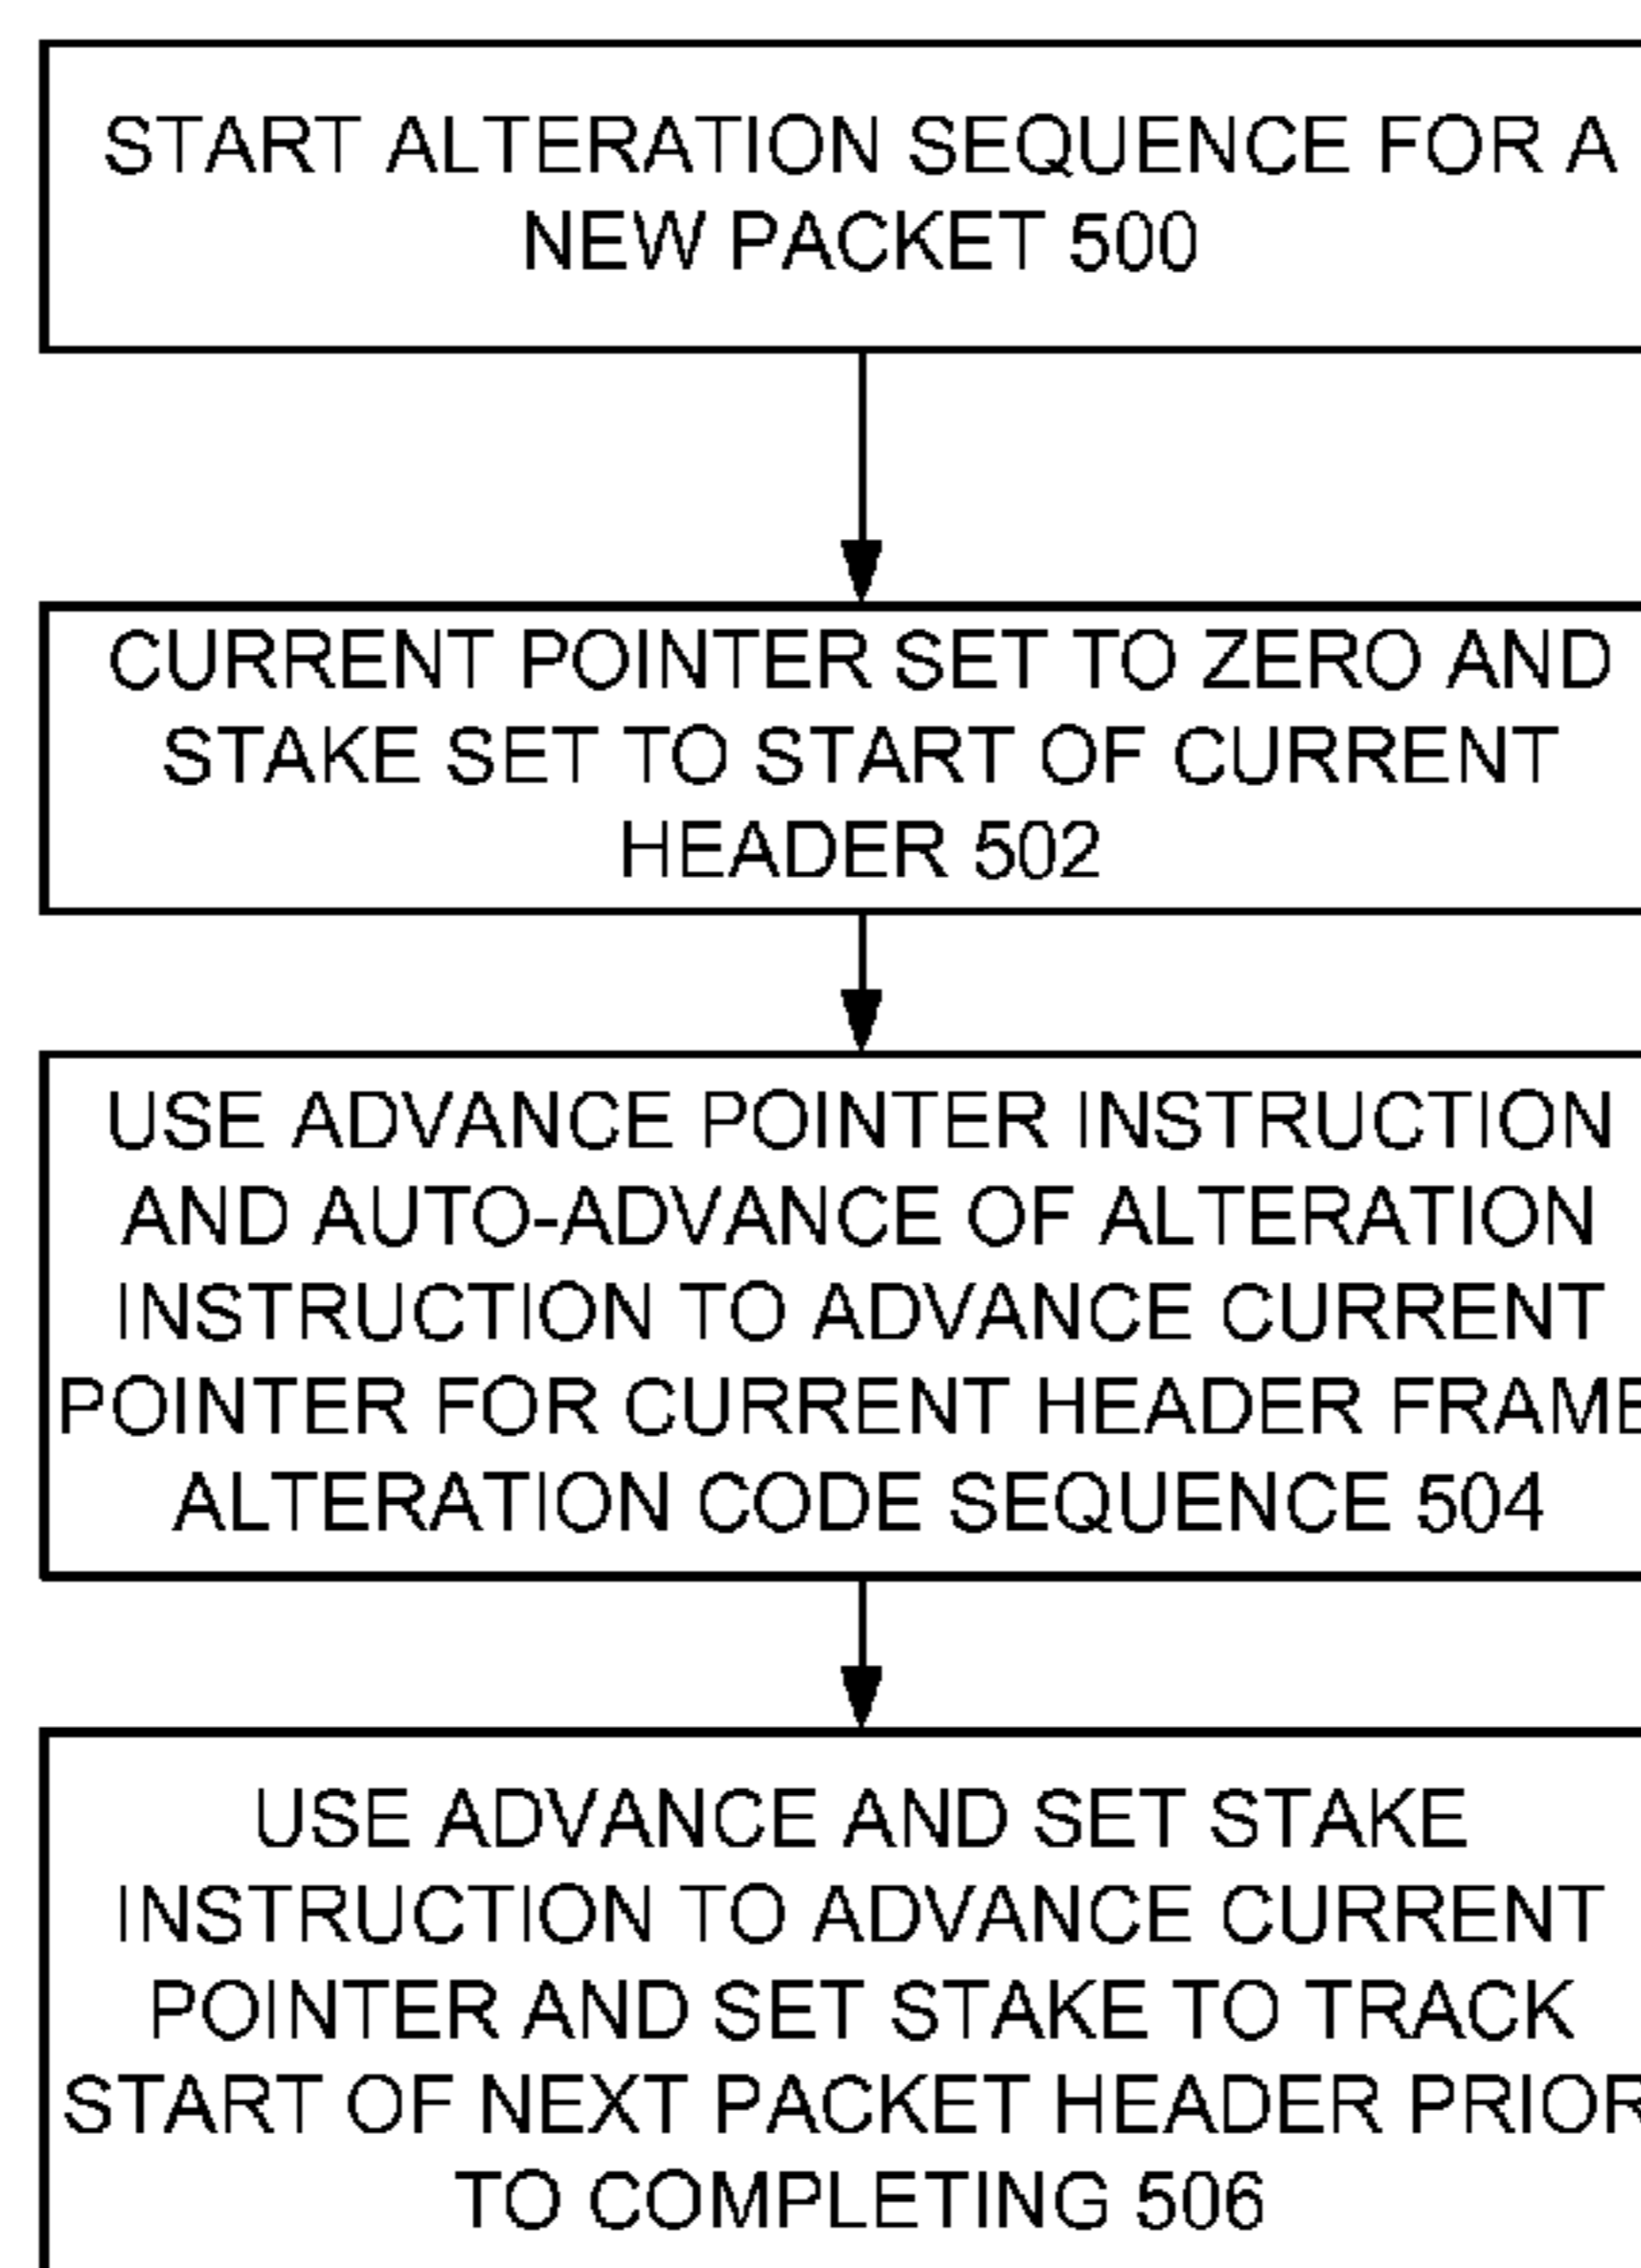 START ALTERATION SEQUENCE FOR A
NEW PACKET 500
CURRENT POINTER SET TO ZERO AND
STAKE SET TO START OF CURRENT
HEADER 502
USE ADVANCE POINTER INSTRUCTION
AND AUTO-ADVANCE OF ALTERATION
INSTRUCTION TO ADVANCE CURRENT
POINTER FOR CURRENT HEADER FRAME
ALTERATION CODE SEQUENCE 504
USE ADVANCE AND SET STAKE
INSTRUCTION TO ADVANCE CURRENT
POINTER AND SET STAKE TO TRACK
START OF NEXT PACKET HEADER PRIOR
TO COMPLETING 506